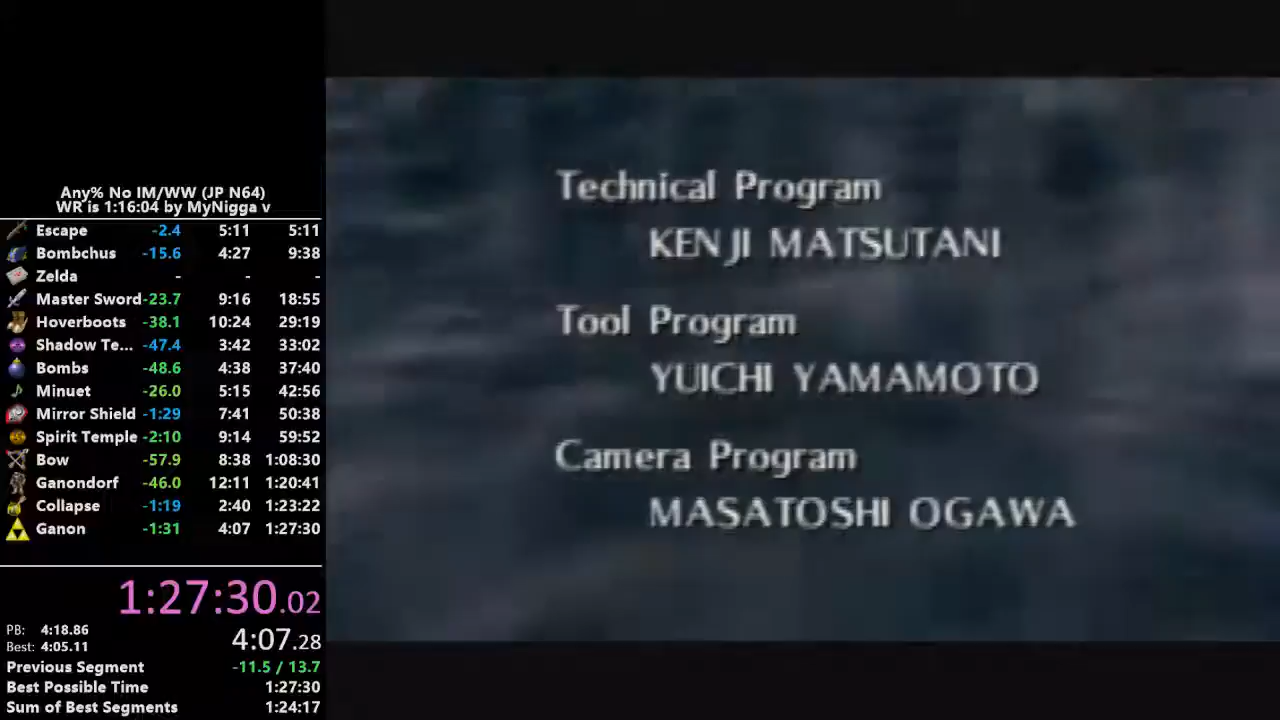 Any% No IM/WW (JP N64)
WR is 1:16:04 by MyNigga v
Escape -2.4 5:11 5:11
Bombchus -15.6 4:27 9:38
Zelda - - -
Master Sword -23.7 9:16 18:55
Hoverboots -38.1 10:24 29:19
Shadow Te... -47.4 3:42 33:02
Bombs -48.6 4:38 37:40
Minuet -26.0 5:15 42:56
Mirror Shield -1:29 7:41 50:38
Spirit Temple -2:10 9:14 59:52
Bow -57.9 8:38 1:08:30
Ganondorf -46.0 12:11 1:20:41
Collapse -1:19 2:40 1:23:22
Ganon -1:31 4:07 1:27:30
1:27:30.02
PB: 4:18.86
Best: 4:05.11
4:07.28
Previous Segment -11.5 / 13.7
Best Possible Time 1:27:30
Sum of Best Segments 1:24:17
Technical Program
KENJI MATSUTANI
Tool Program
YUICHI YAMAMOTO
Camera Program
MASATOSHI OGAWA